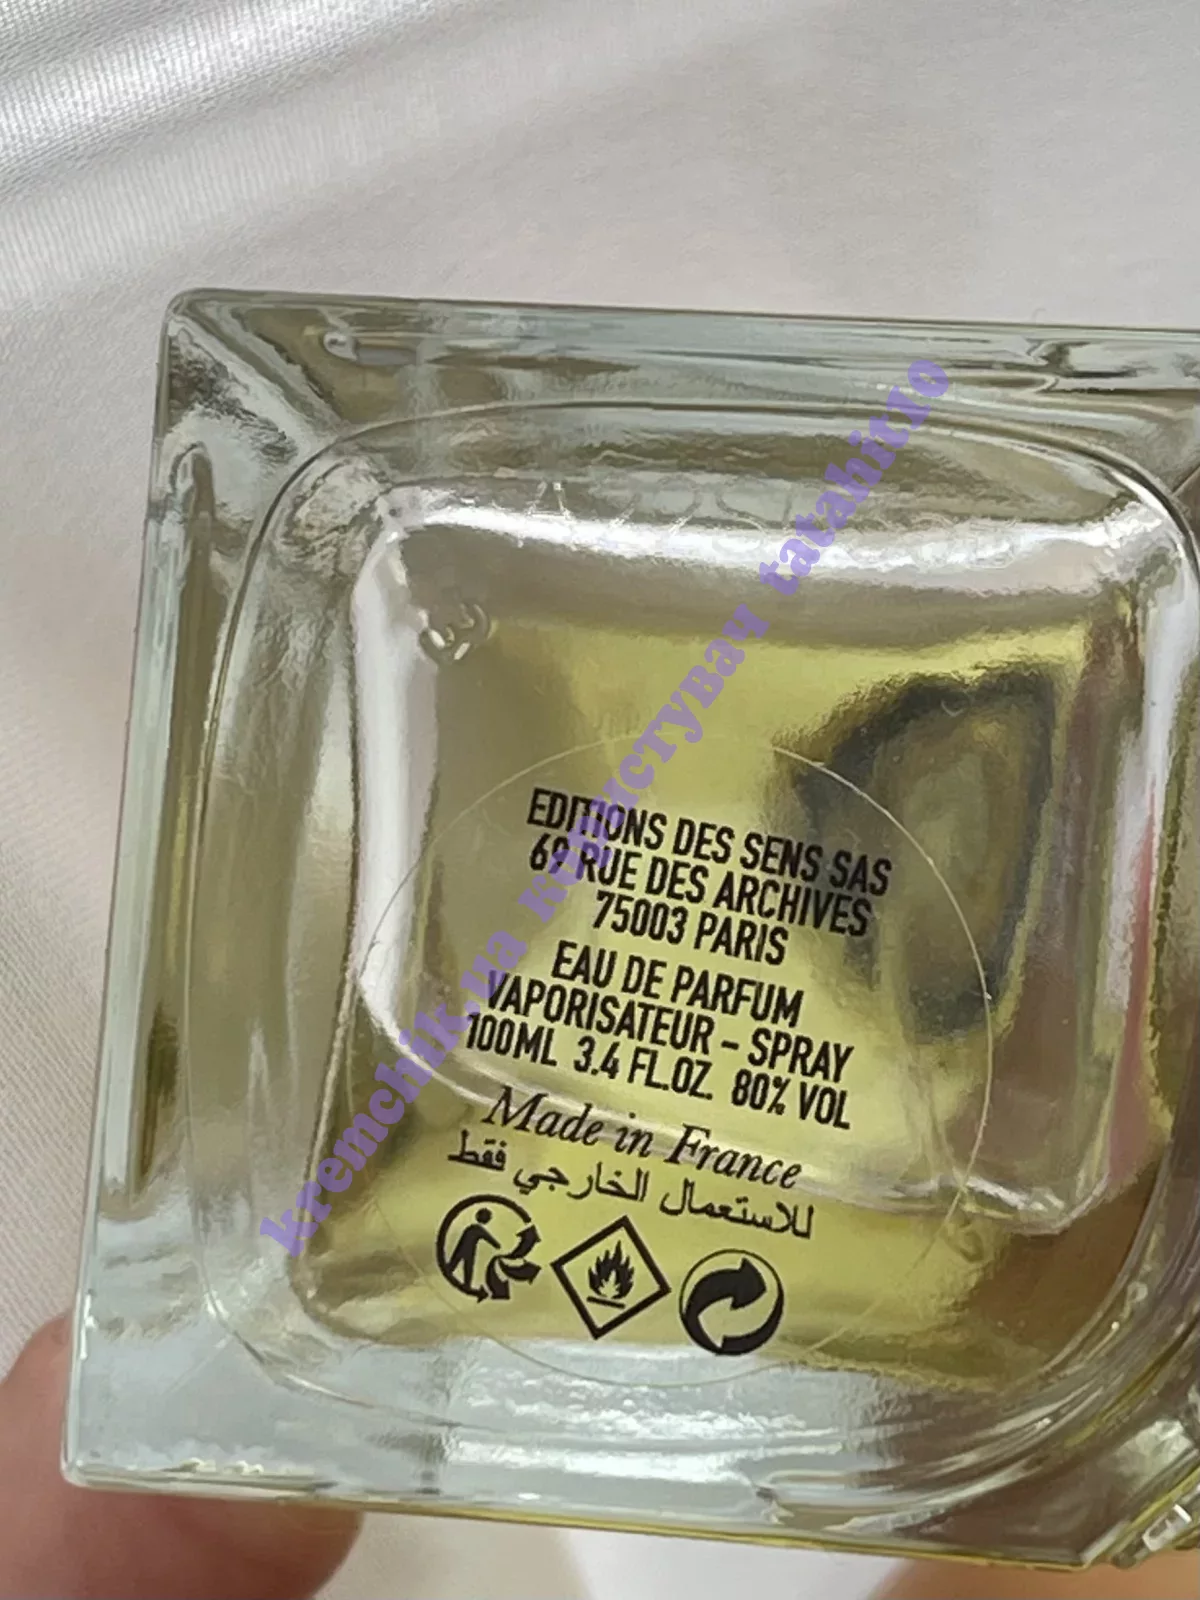 EDITIONS DES SENS SAS
69 RUE DES ARCHIVES
75003 PARIS
EAU DE PARFUM
VAPORISATEUR – SPRAY
100ML 3.4 FL.OZ. 80% VOL
Made in France
للاستعمال الخارجي فقط
kremchik.ua користувач tatahit10